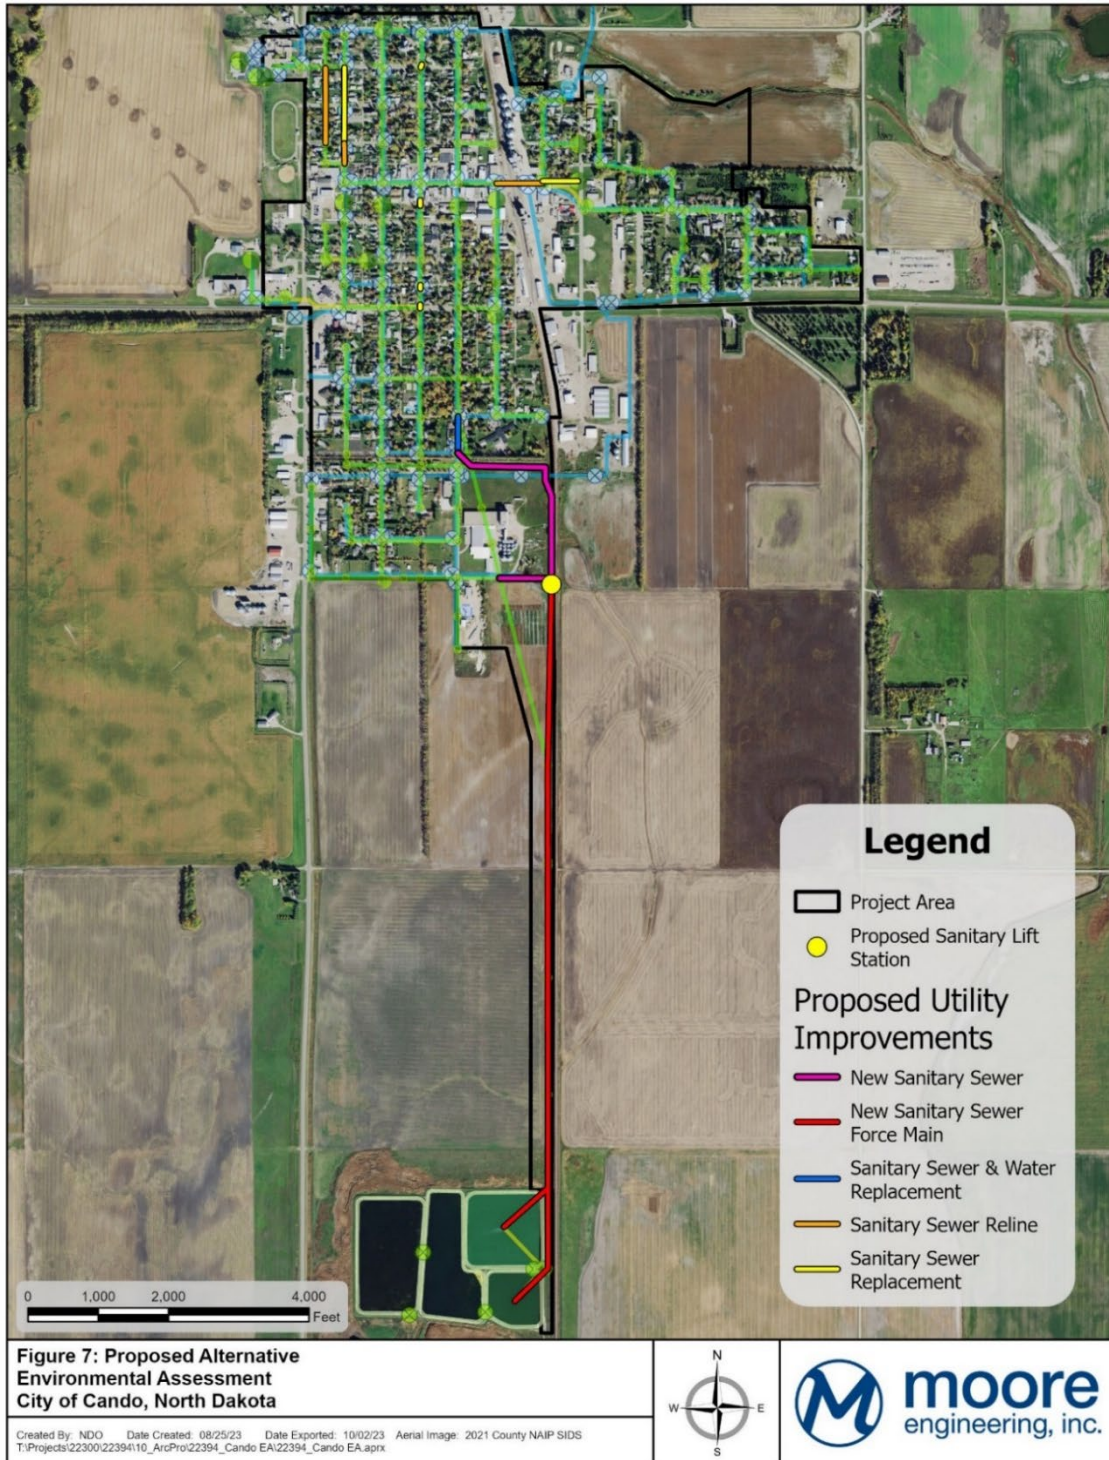 Legend
Project Area
Proposed Sanitary Lift
Station
Proposed Utility
Improvements
New Sanitary Sewer
New Sanitary Sewer
Force Main
Sanitary Sewer & Water
Replacement
Sanitary Sewer Reline
Sanitary Sewer
Replacement
0 1,000 2,000 4,000
Feet
Figure 7: Proposed Alternative
Environmental Assessment
City of Cando, North Dakota
Created By: NDO Date Created: 08/25/23 Date Exported: 10/02/23 Aerial Image: 2021 County NAIP SIDS
T:\Projects\22300\22394\10_ArcPro\22394_Cando EA\22394_Cando EA.aprx
N
W E
S
M
moore
engineering, inc.